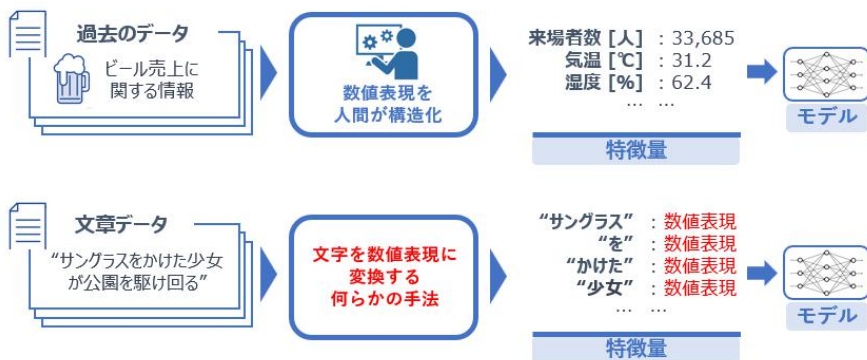 過去のデータ
ビール売上に
関する情報
数値表現を
人間が構造化
来場者数 [人] : 33,685
気温 [℃] : 31.2
湿度 [%] : 62.4
… …
特徴量
モデル
文章データ
“サングラスをかけた少女
が公園を駆け回る”
文字を数値表現に
変換する
何らかの手法
“サングラス” : 数値表現
“を” : 数値表現
“かけた” : 数値表現
“少女” : 数値表現
… …
特徴量
モデル